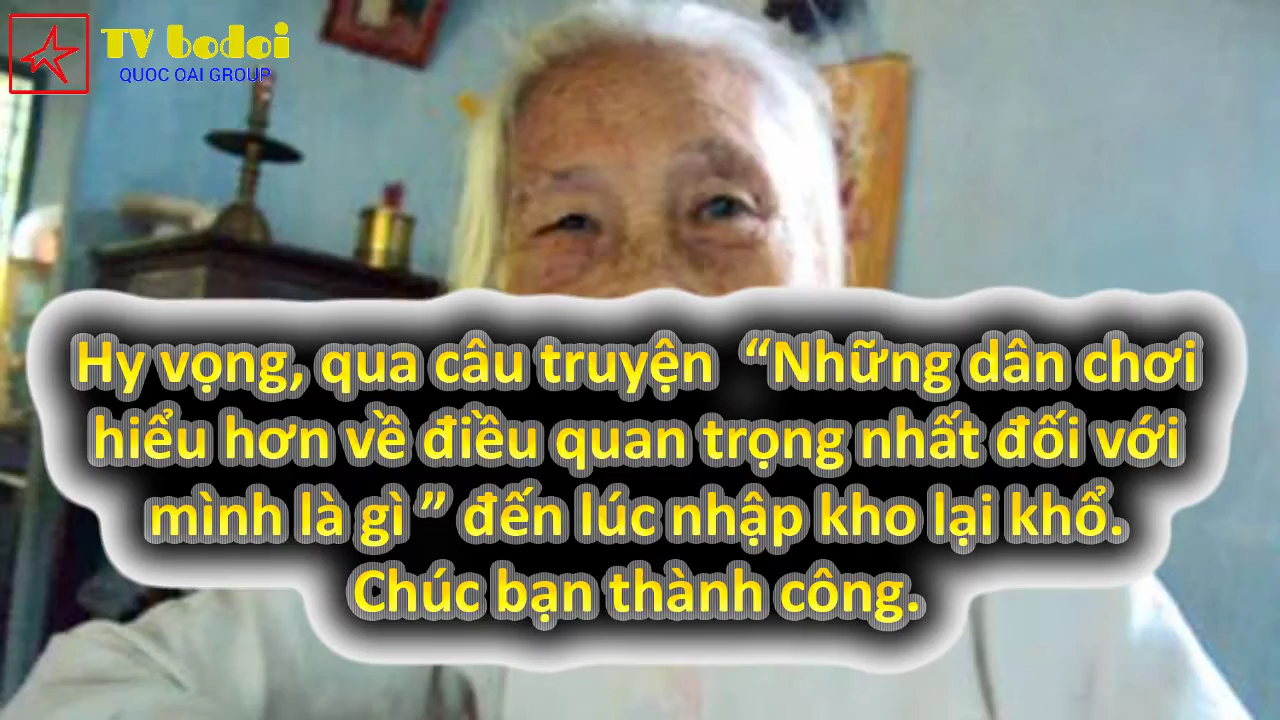 TV bodoi
QUOC OAI GROUP
Hy vọng, qua câu truyện “Những dân chơi
hiểu hơn về điều quan trọng nhất đối với
mình là gì ” đến lúc nhập kho lại khổ.
Chúc bạn thành công.